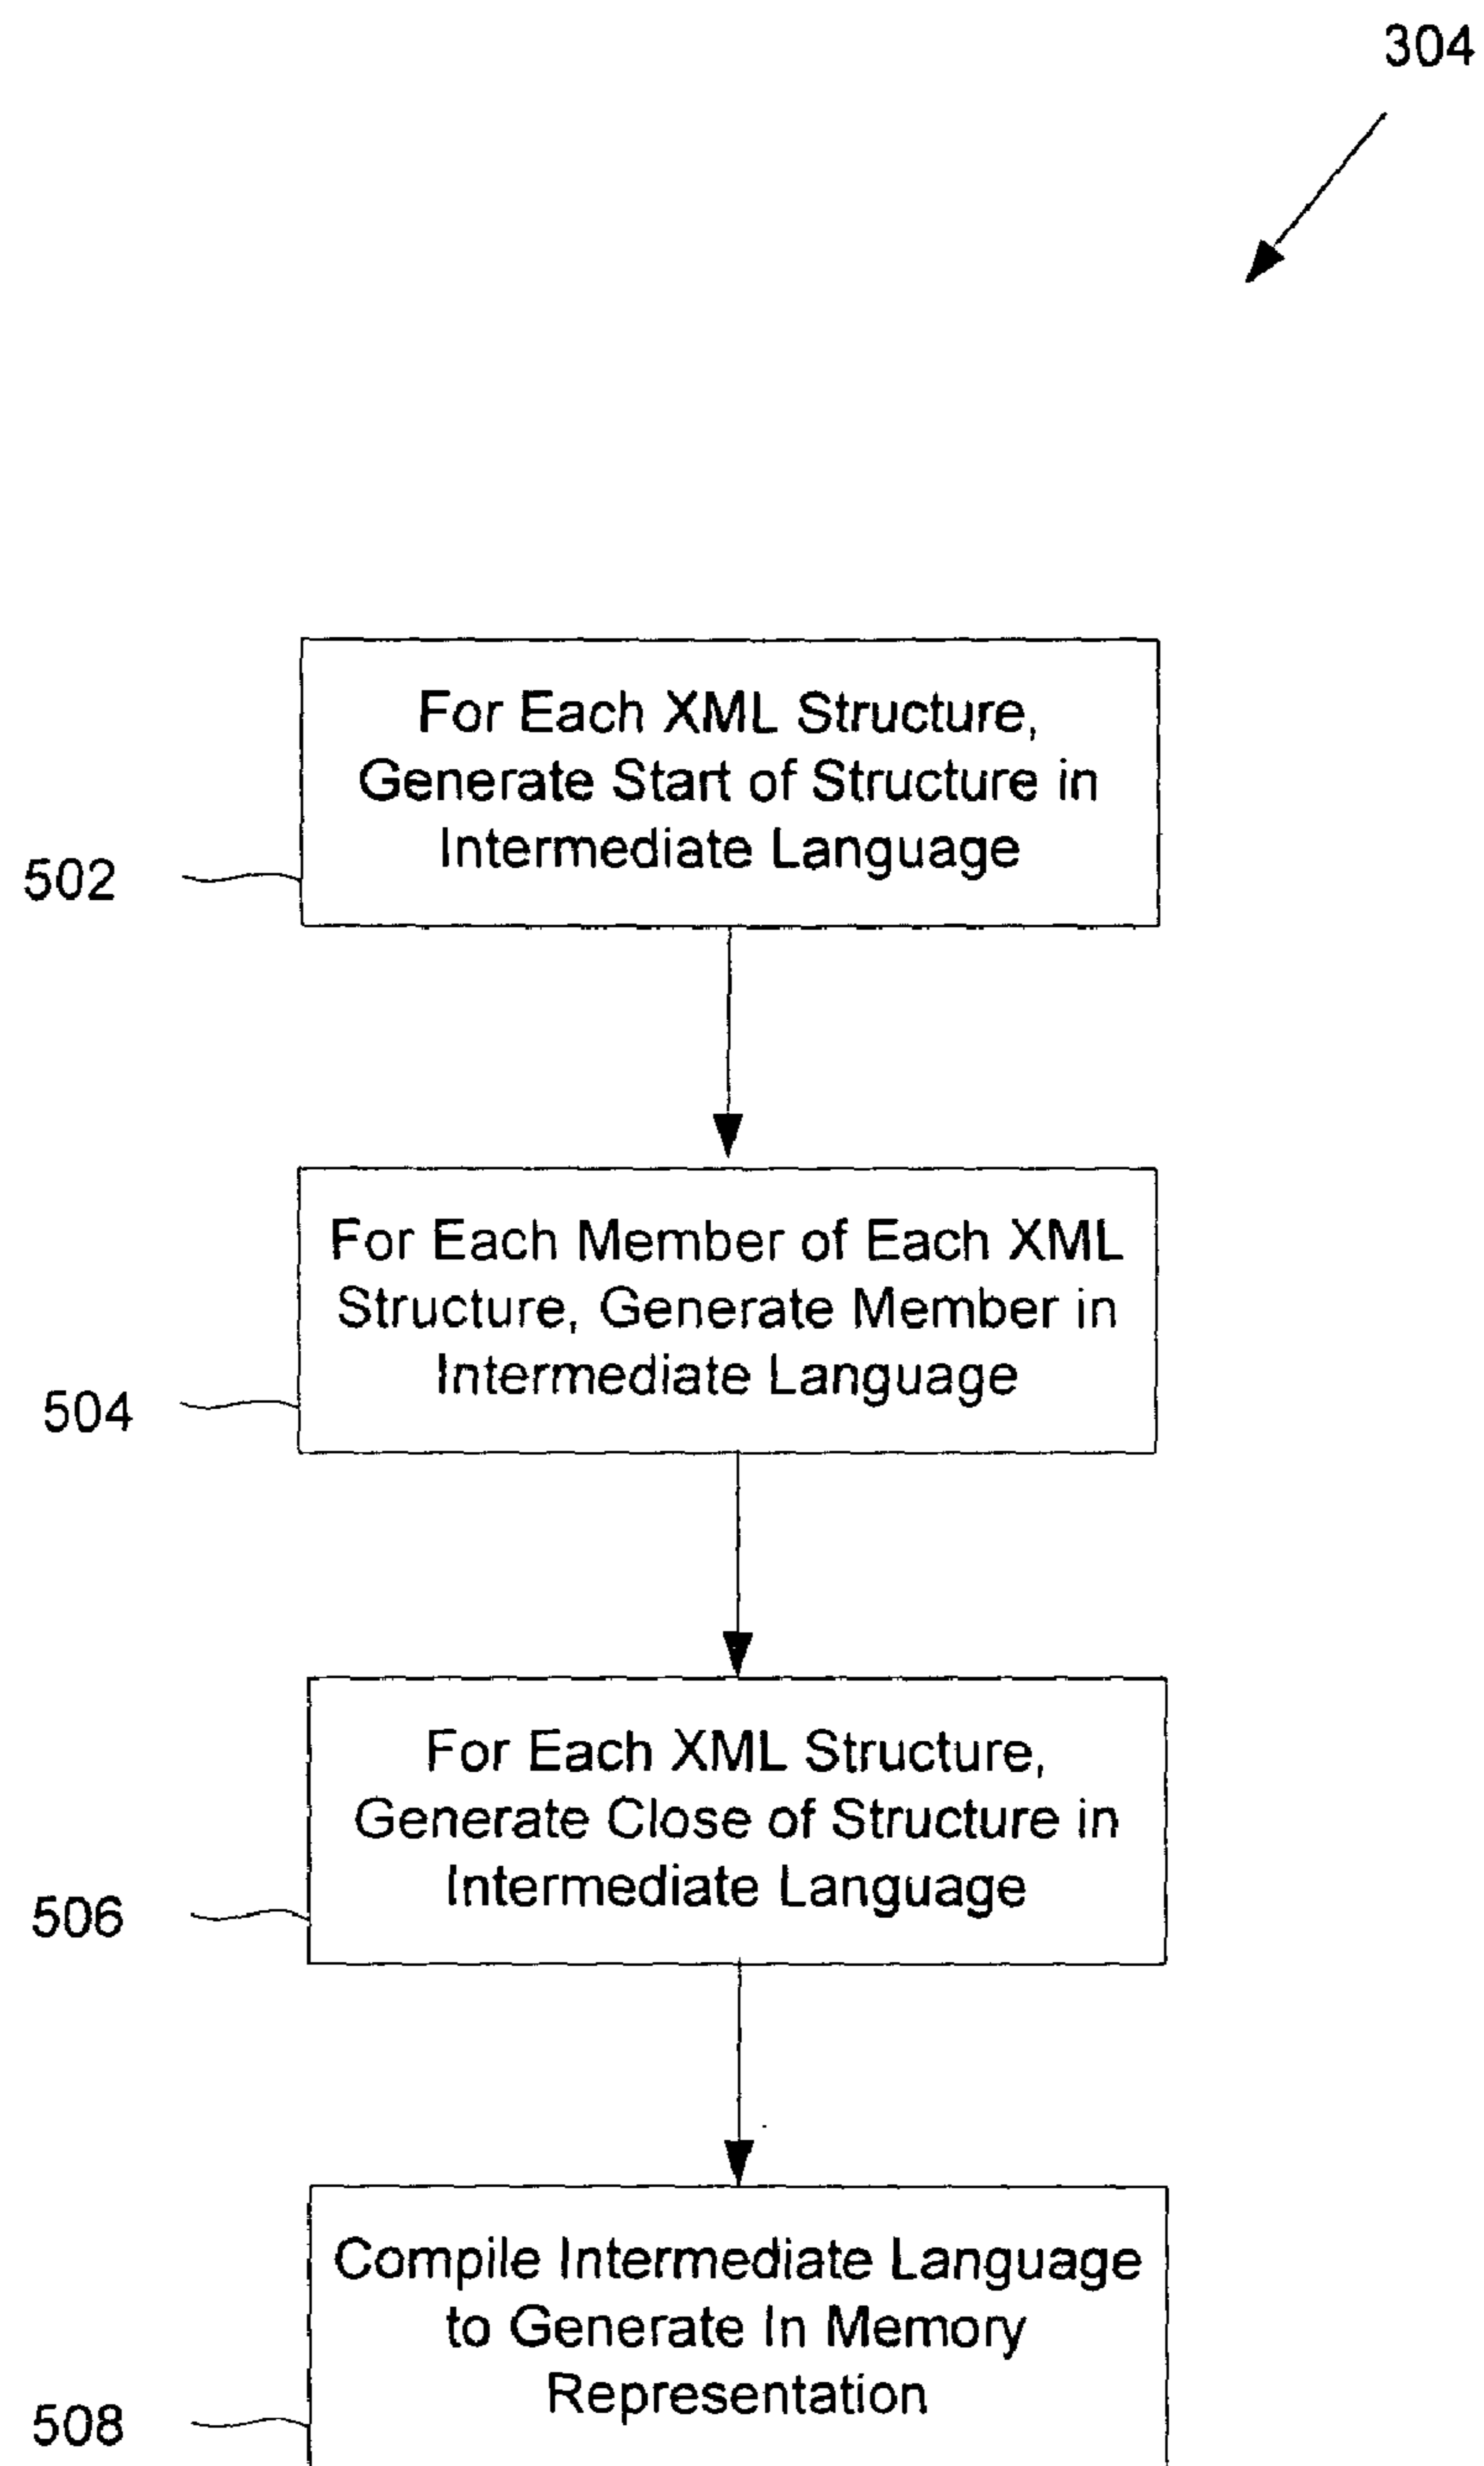 304
For Each XML Structure,
Generate Start of Structure in
Intermediate Language
502
For Each Member of Each XML
Structure, Generate Member in
Intermediate Language
504
For Each XML Structure,
Generate Close of Structure in
Intermediate Language
506
Compile Intermediate Language
to Generate In Memory
Representation
508